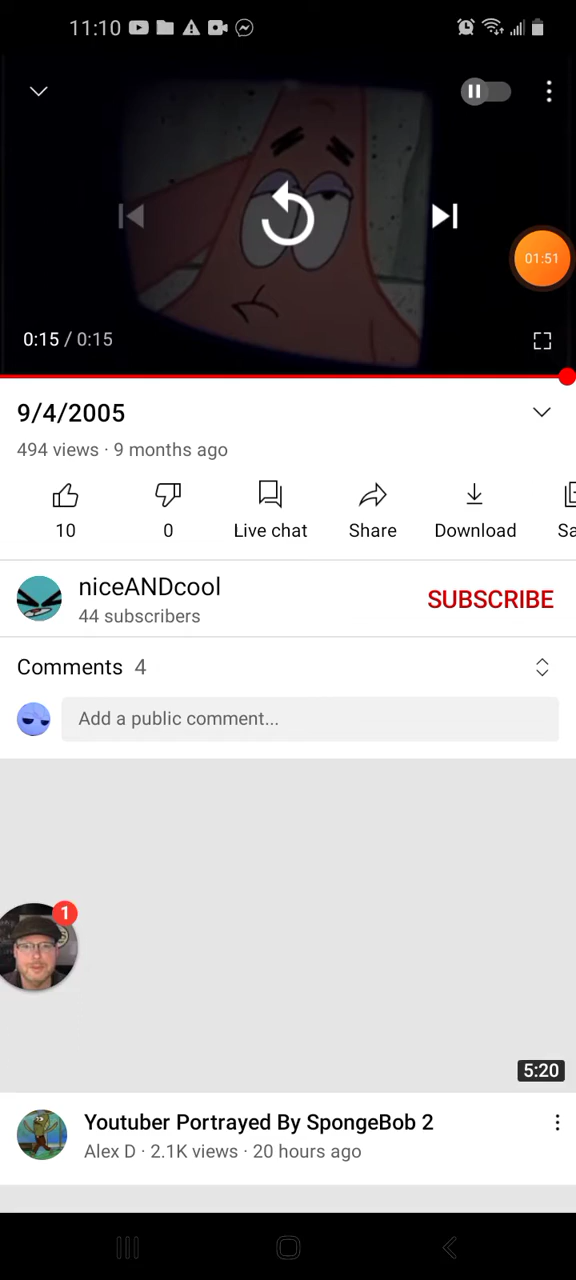 11:10
01:51
0:15 / 0:15
9/4/2005
494 views · 9 months ago
10
0
Live chat
Share
Download
Sa
niceANDcool
44 subscribers
SUBSCRIBE
Comments 4
Add a public comment...
1
5:20
Youtuber Portrayed By SpongeBob 2
Alex D · 2.1K views · 20 hours ago